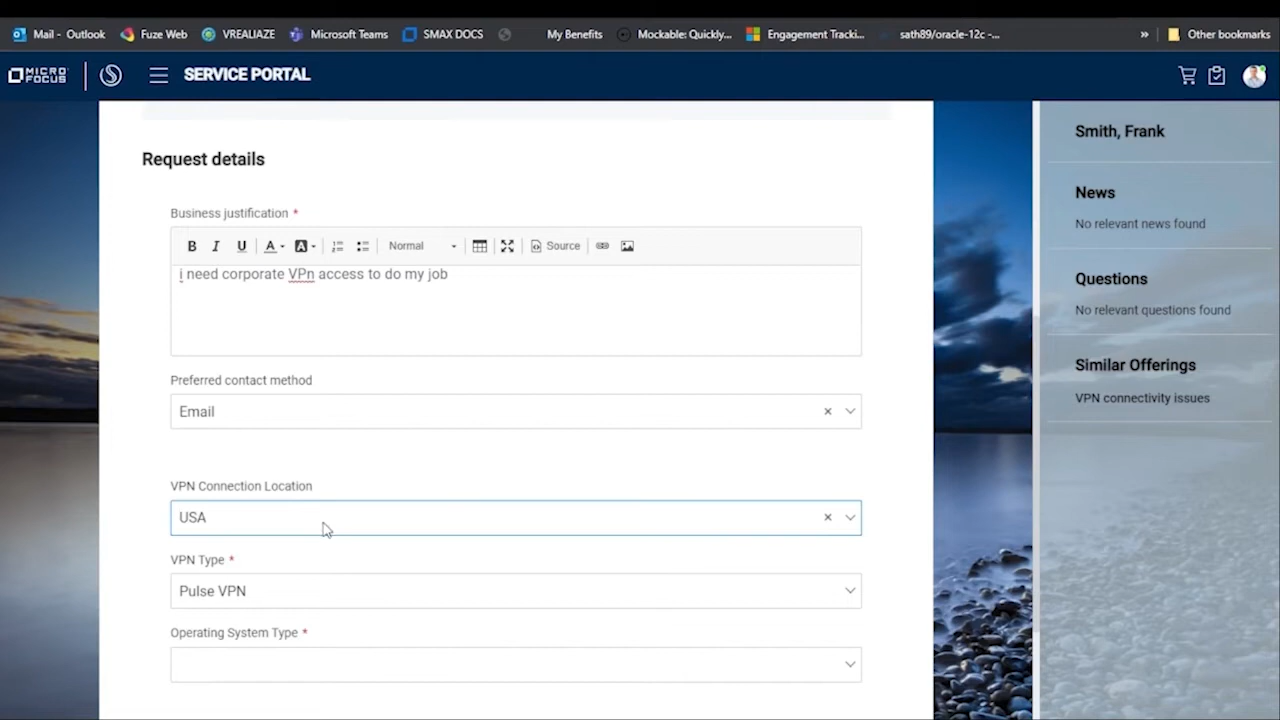 Mail - Outlook
Fuze Web
VREALIAZE
Microsoft Teams
SMAX DOCS
My Benefits
Mockable: Quickly...
Engagement Tracki...
sath89/oracle-12c -...
»
Other bookmarks
MICRO FOCUS
SERVICE PORTAL
Request details
Business justification *
B I U A A Normal Source
i need corporate VPn access to do my job
Preferred contact method
Email
VPN Connection Location
USA
VPN Type *
Pulse VPN
Operating System Type *
Smith, Frank
News
No relevant news found
Questions
No relevant questions found
Similar Offerings
VPN connectivity issues